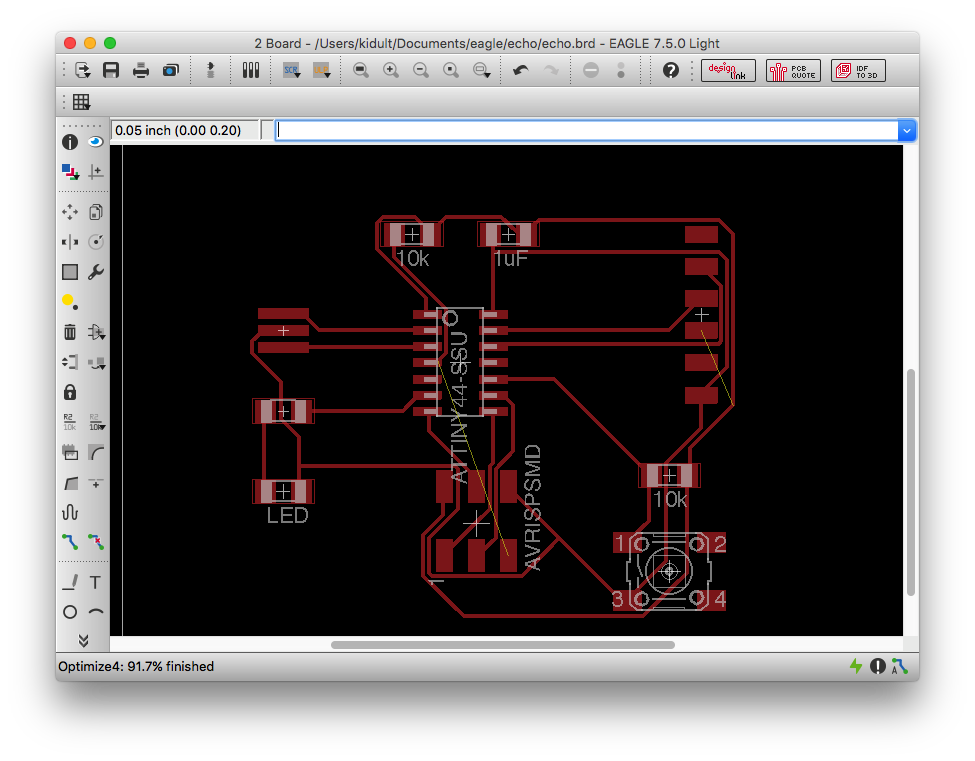 2 Board - /Users/kidult/Documents/eagle/echo/echo.brd - EAGLE 7.5.0 Light
SCR
?
design link
PCB QUOTE
IDF TO 3D
0.05 inch (0.00 0.20)
i
R2 10k
R2 10k
T
10k
1uF
ATTINY44-SSU
LED
AVRISPSMD
1
10k
1
2
3
4
Optimize4: 91.7% finished
A